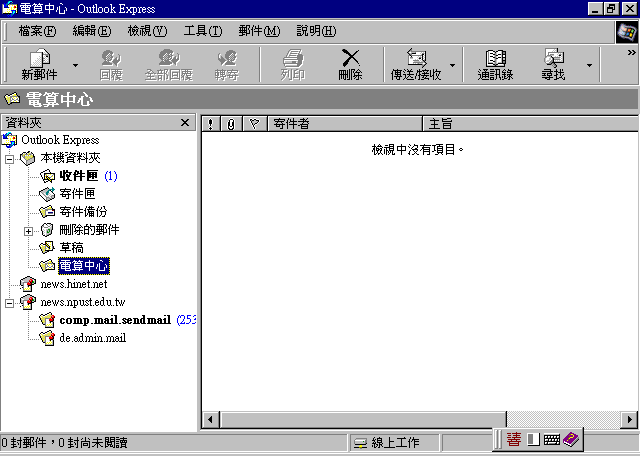 電算中心 - Outlook Express
檔案(F) 編輯(E) 檢視(V) 工具(T) 郵件(M) 說明(H)
新郵件 回覆 全部回覆 轉寄 列印 刪除 傳送/接收 通訊錄 尋找 »
電算中心
資料夾
! 寄件者 主旨
Outlook Express
檢視中沒有項目。
本機資料夾
收件匣 (1)
寄件匣
寄件備份
刪除的郵件
草稿
電算中心
news.hinet.net
news.npust.edu.tw
comp.mail.sendmail (253
de.admin.mail
0 封郵件，0 封尚未閱讀
線上工作